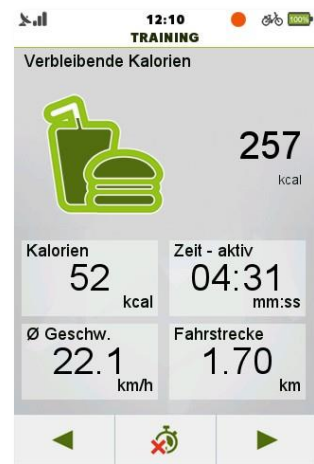 12:10
100%
TRAINING
Verbleibende Kalorien
257
kcal
Kalorien
52
kcal
Zeit - aktiv
04:31
mm:ss
Ø Geschw.
22.1
km/h
Fahrstrecke
1.70
km